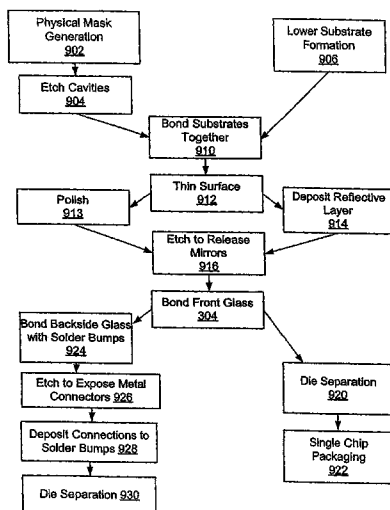 Physical Mask
Generation
902
Lower Substrate
Formation
906
Etch Cavities
904
Bond Substrates
Together
910
Thin Surface
912
Polish
913
Deposit Reflective
Layer
914
Etch to Release
Mirrors
916
Bond Front Glass
304
Bond Backside Glass
with Solder Bumps
924
Die Separation
920
Etch to Expose Metal
Connectors 926
Deposit Connections to
Solder Bumps 928
Single Chip
Packaging
922
Die Separation 930